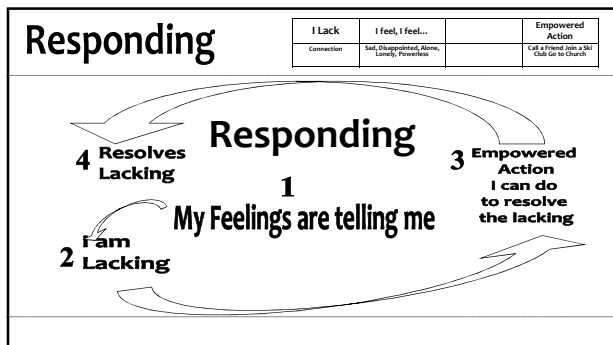 Responding
I Lack
I feel, I feel...
Empowered
Action
Connection
Sad, Disappointed, Alone,
Lonely, Powerless
Call a Friend Join a Ski
Club Go to Church
Responding
4 Resolves
Lacking
3 Empowered
Action
I can do
to resolve
the lacking
1
My Feelings are telling me
2 I am
Lacking